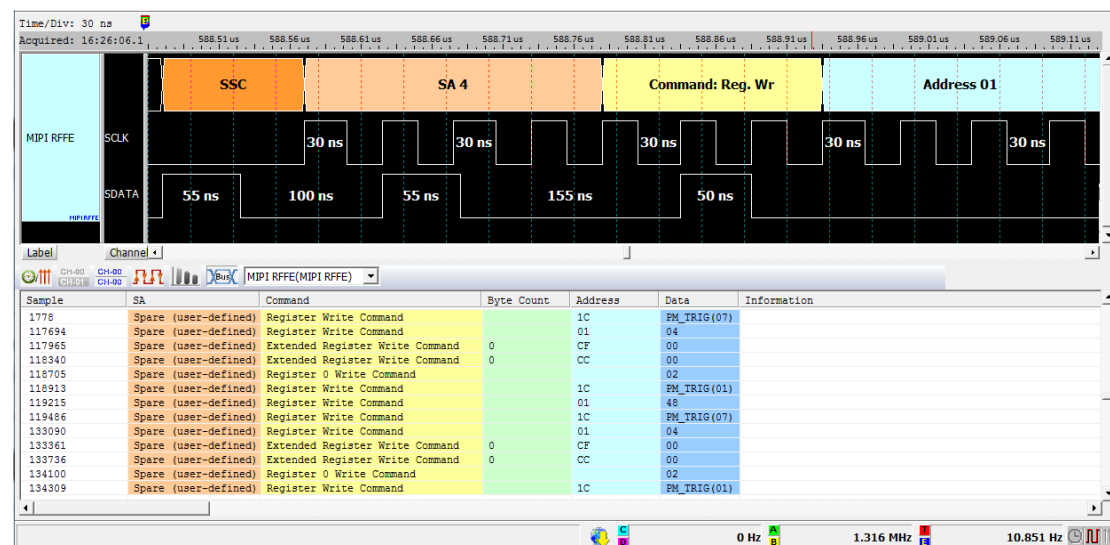 Time/Div: 30 ns
Acquired: 16:26:06.1 588.51 us 588.56 us 588.61 us 588.66 us 588.71 us 588.76 us 588.81 us 588.86 us 588.91 us 588.96 us 589.01 us 589.06 us 589.11 us
SSC SA 4 Command: Reg. Wr Address 01
MIPI RFFE SCLK 30 ns 30 ns 30 ns 30 ns 30 ns
SDATA 55 ns 100 ns 55 ns 155 ns 50 ns
MIPI RFFE
Label Channel
CH-00 CH-01 CH-00 CH-00 Bus MIPI RFFE(MIPI RFFE)
Sample SA Command Byte Count Address Data Information
1778 Spare (user-defined) Register Write Command 1C PM_TRIG(07)
117694 Spare (user-defined) Register Write Command 01 04
117965 Spare (user-defined) Extended Register Write Command 0 CF 00
118340 Spare (user-defined) Extended Register Write Command 0 CC 00
118705 Spare (user-defined) Register 0 Write Command 02
118913 Spare (user-defined) Register Write Command 1C PM_TRIG(01)
119215 Spare (user-defined) Register Write Command 01 48
119486 Spare (user-defined) Register Write Command 1C PM_TRIG(07)
133090 Spare (user-defined) Register Write Command 01 04
133361 Spare (user-defined) Extended Register Write Command 0 CF 00
133736 Spare (user-defined) Extended Register Write Command 0 CC 00
134100 Spare (user-defined) Register 0 Write Command 02
134309 Spare (user-defined) Register Write Command 1C PM_TRIG(01)
C D 0 Hz A B 1.316 MHz T E 10.851 Hz